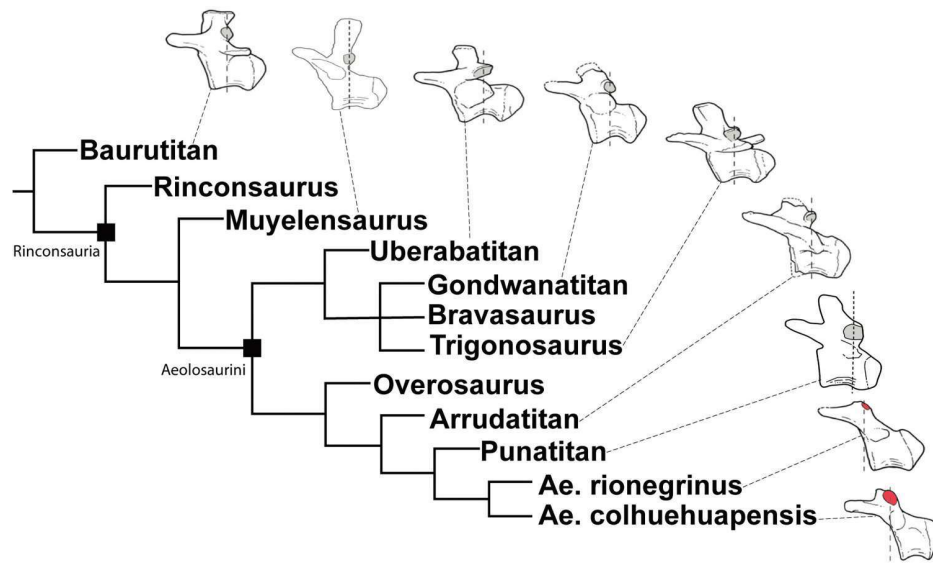 Baurutitan
Rinconsaurus
Muyelensaurus
Rinconsauria
Uberabatitan
Gondwanatitan
Bravasaurus
Trigonosaurus
Aeolosaurini
Overosaurus
Arrudatitan
Punatitan
Ae. rionegrinus
Ae. colhuehuapensis